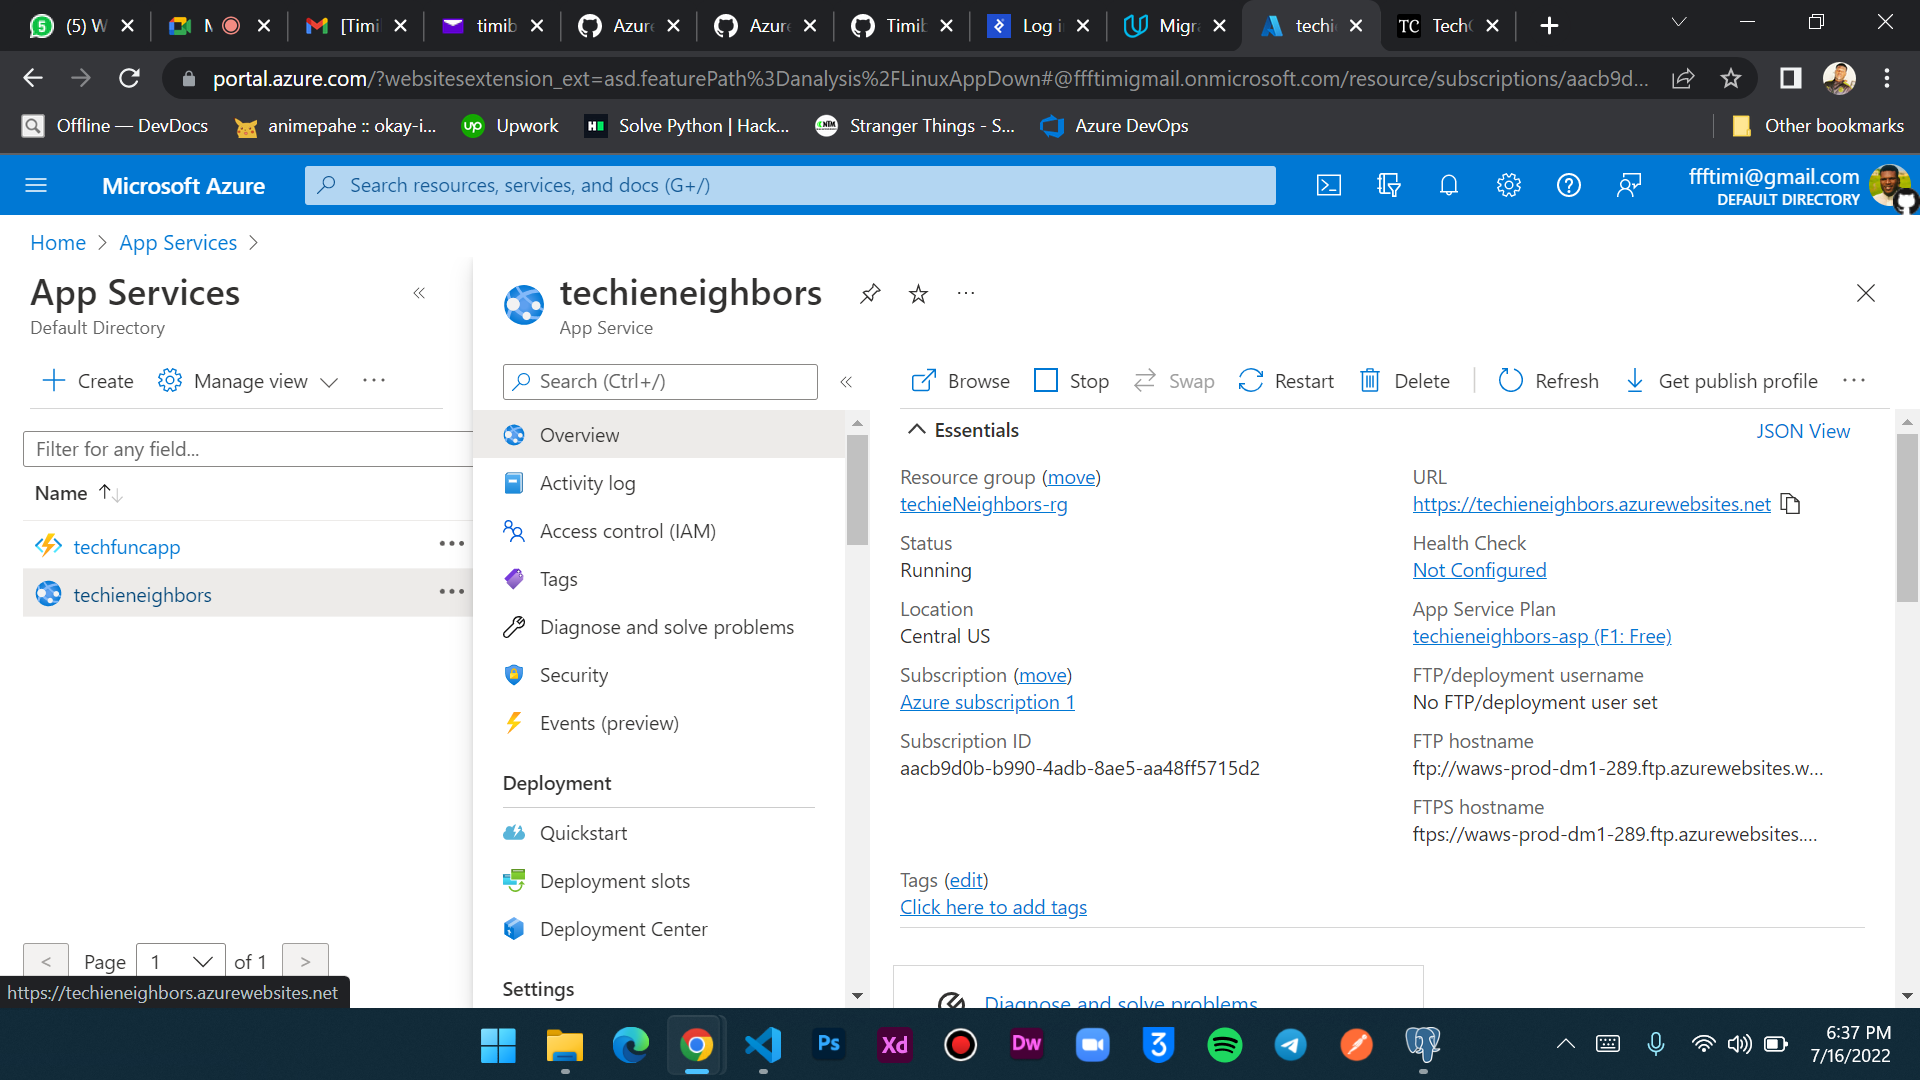 (5) W
M
[Timi
timib
Azure
Azure
Timib
Log i
Migra
techi
TC
Tech
portal.azure.com/?websitesextension_ext=asd.featurePath%3Danalysis%2FLinuxAppDown#@ffftimigmail.onmicrosoft.com/resource/subscriptions/aacb9d...
Offline — DevDocs
animepahe :: okay-i...
up
Upwork
Solve Python | Hack...
Stranger Things - S...
Azure DevOps
Other bookmarks
Microsoft Azure
Search resources, services, and docs (G+/)
ffftimi@gmail.com
DEFAULT DIRECTORY
Home > App Services >
App Services
Default Directory
Create
Manage view
Filter for any field...
Name
techfuncapp
techieneighbors
< Page 1 of 1 >
https://techieneighbors.azurewebsites.net
techieneighbors
App Service
Search (Ctrl+/)
Overview
Activity log
Access control (IAM)
Tags
Diagnose and solve problems
Security
Events (preview)
Deployment
Quickstart
Deployment slots
Deployment Center
Settings
Browse
Stop
Swap
Restart
Delete
Refresh
Get publish profile
Essentials
JSON View
Resource group (move)
techieNeighbors-rg
Status
Running
Location
Central US
Subscription (move)
Azure subscription 1
Subscription ID
aacb9d0b-b990-4adb-8ae5-aa48ff5715d2
URL
https://techieneighbors.azurewebsites.net
Health Check
Not Configured
App Service Plan
techieneighbors-asp (F1: Free)
FTP/deployment username
No FTP/deployment user set
FTP hostname
ftp://waws-prod-dm1-289.ftp.azurewebsites.w...
FTPS hostname
ftps://waws-prod-dm1-289.ftp.azurewebsites....
Tags (edit)
Click here to add tags
Diagnose and solve problems
Ps
Xd
Dw
6:37 PM
7/16/2022